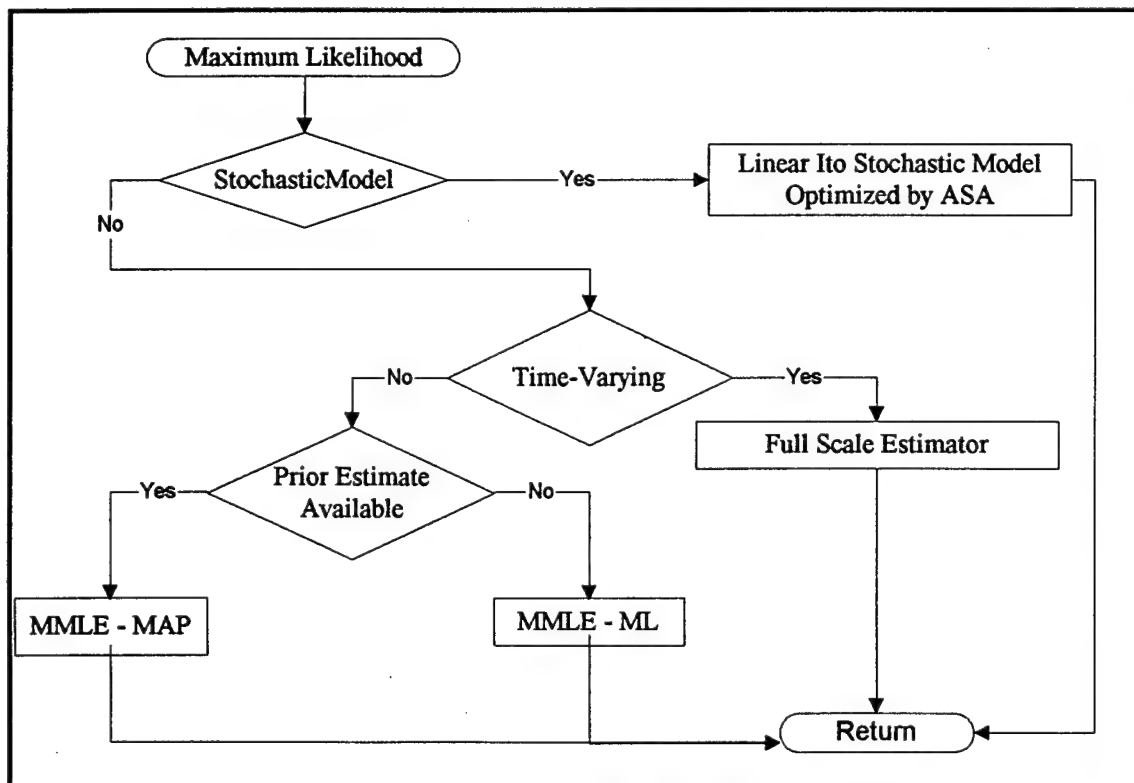 Maximum Likelihood
StochasticModel
Yes
Linear Ito Stochastic Model
Optimized by ASA
No
No
Time-Varying
Yes
Full Scale Estimator
Yes
Prior Estimate
Available
No
MMLE - MAP
MMLE - ML
Return